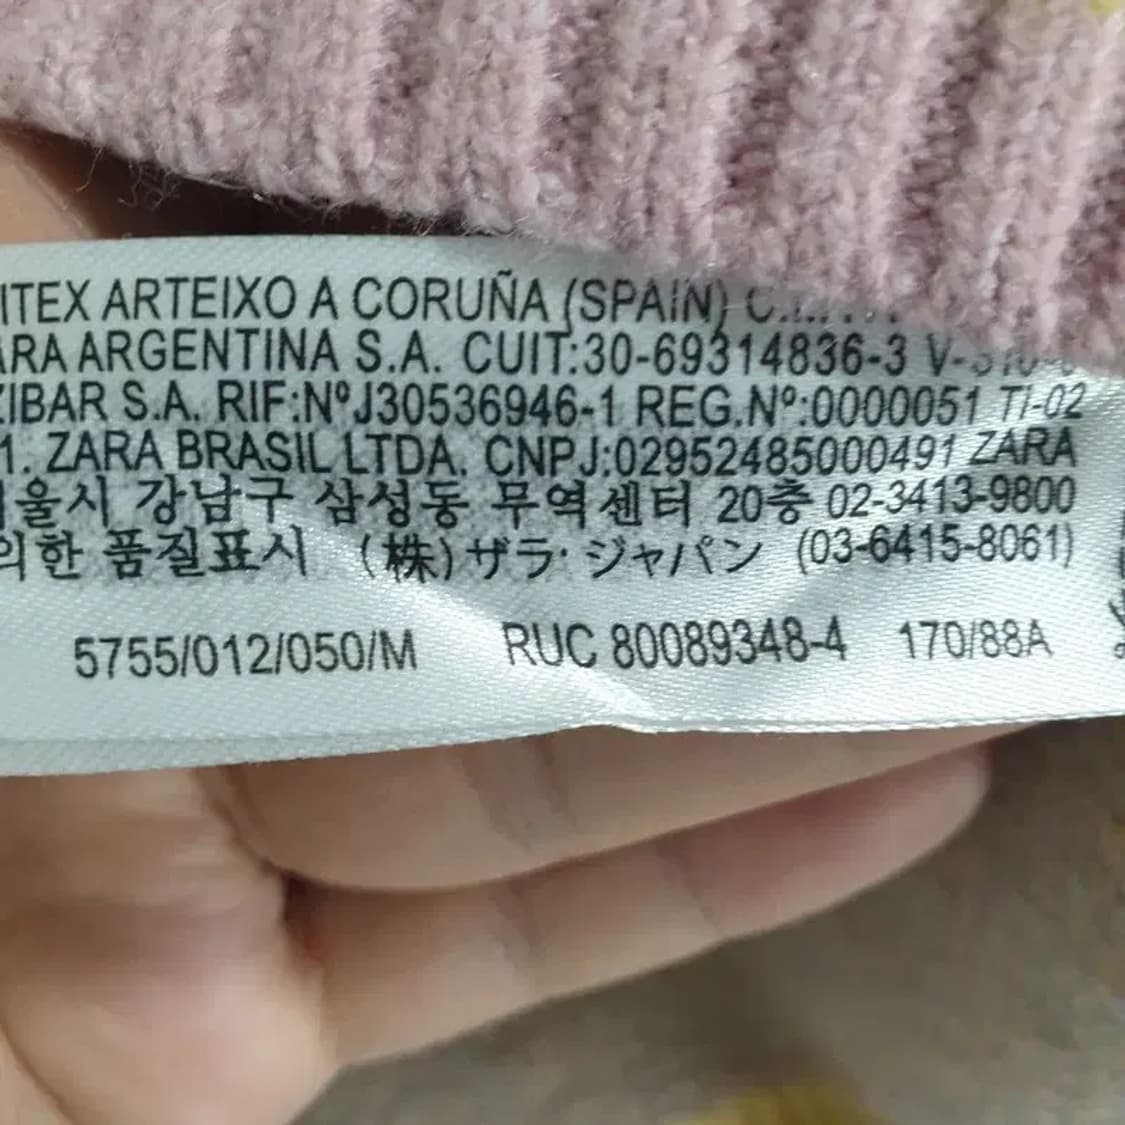 ITEX ARTEIXO A CORUÑA (SPAIN)
ARA ARGENTINA S.A. CUIT:30-69314836-3
ZIBAR S.A. RIF:NºJ30536946-1 REG.Nº:0000051 TI-02
1. ZARA BRASIL LTDA. CNPJ:02952485000491 ZARA
울시 강남구 삼성동 무역센터 20층 02-3413-9800
의한 품질표시 (株)ザラ・ジャパン (03-6415-8061)
5755/012/050/M RUC 80089348-4 170/88A